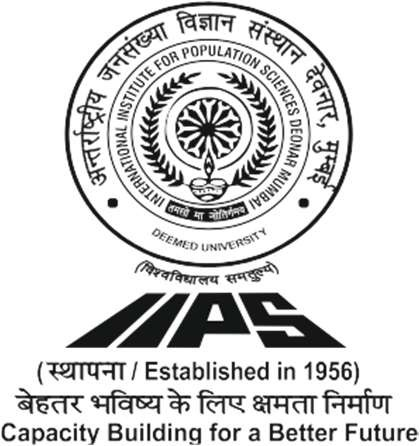 अन्तर्राष्ट्रीय जनसंख्या विज्ञान संस्थान देवनार, मुम्बई
INTERNATIONAL INSTITUTE FOR POPULATION SCIENCES DEONAR MUMBAI
तमसो मा ज्योतिर्गमय
DEEMED UNIVERSITY
(विश्वविद्यालय समतुल्य)
IIPS
(स्थापना / Established in 1956)
बेहतर भविष्य के लिए क्षमता निर्माण
Capacity Building for a Better Future